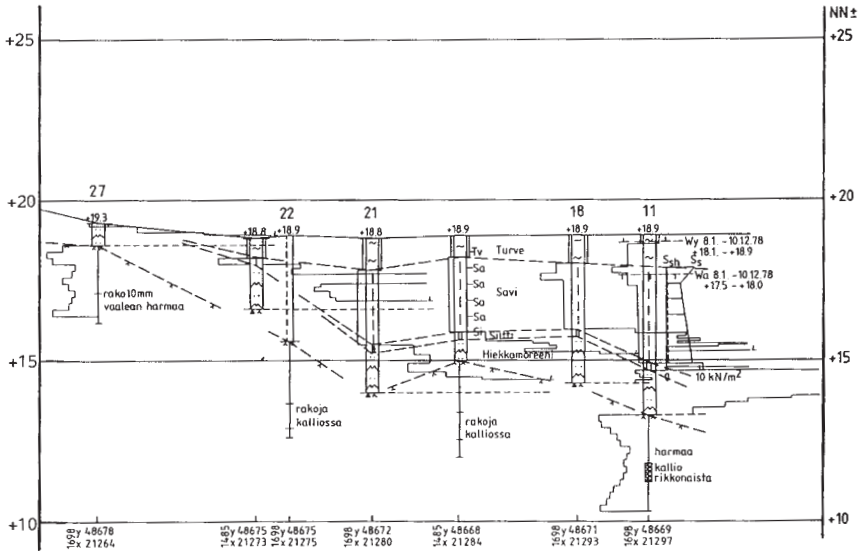 NN±
+25
+25
+20
+20
+15
+15
+10
+10
27
22
21
18
11
+19.3
+18.8
+18.9
+18.8
+18.9
+18.9
+18.9
Wy 8.1. -10.12.78
+18.1. - +18.9
Ssh
Ss
Wa 8.1. -10.12.78
+17.5 - +18.0
Tv
Turve
Sa
Sa
Savi
Sa
Sa
Si
Siltti
Hiekkamoreeni
0
10 kN/m²
rako10mm
vaalean harmaa
rakoja
kalliossa
rakoja
kalliossa
harmaa
kallio
rikkonaista
1698 y 48678
x 21264
1485 y 48675
x 21273
1698 y 48675
x 21275
1698 y 48672
x 21280
1485 y 48668
x 21284
1698 y 48671
x 21293
1698 y 48669
x 21297